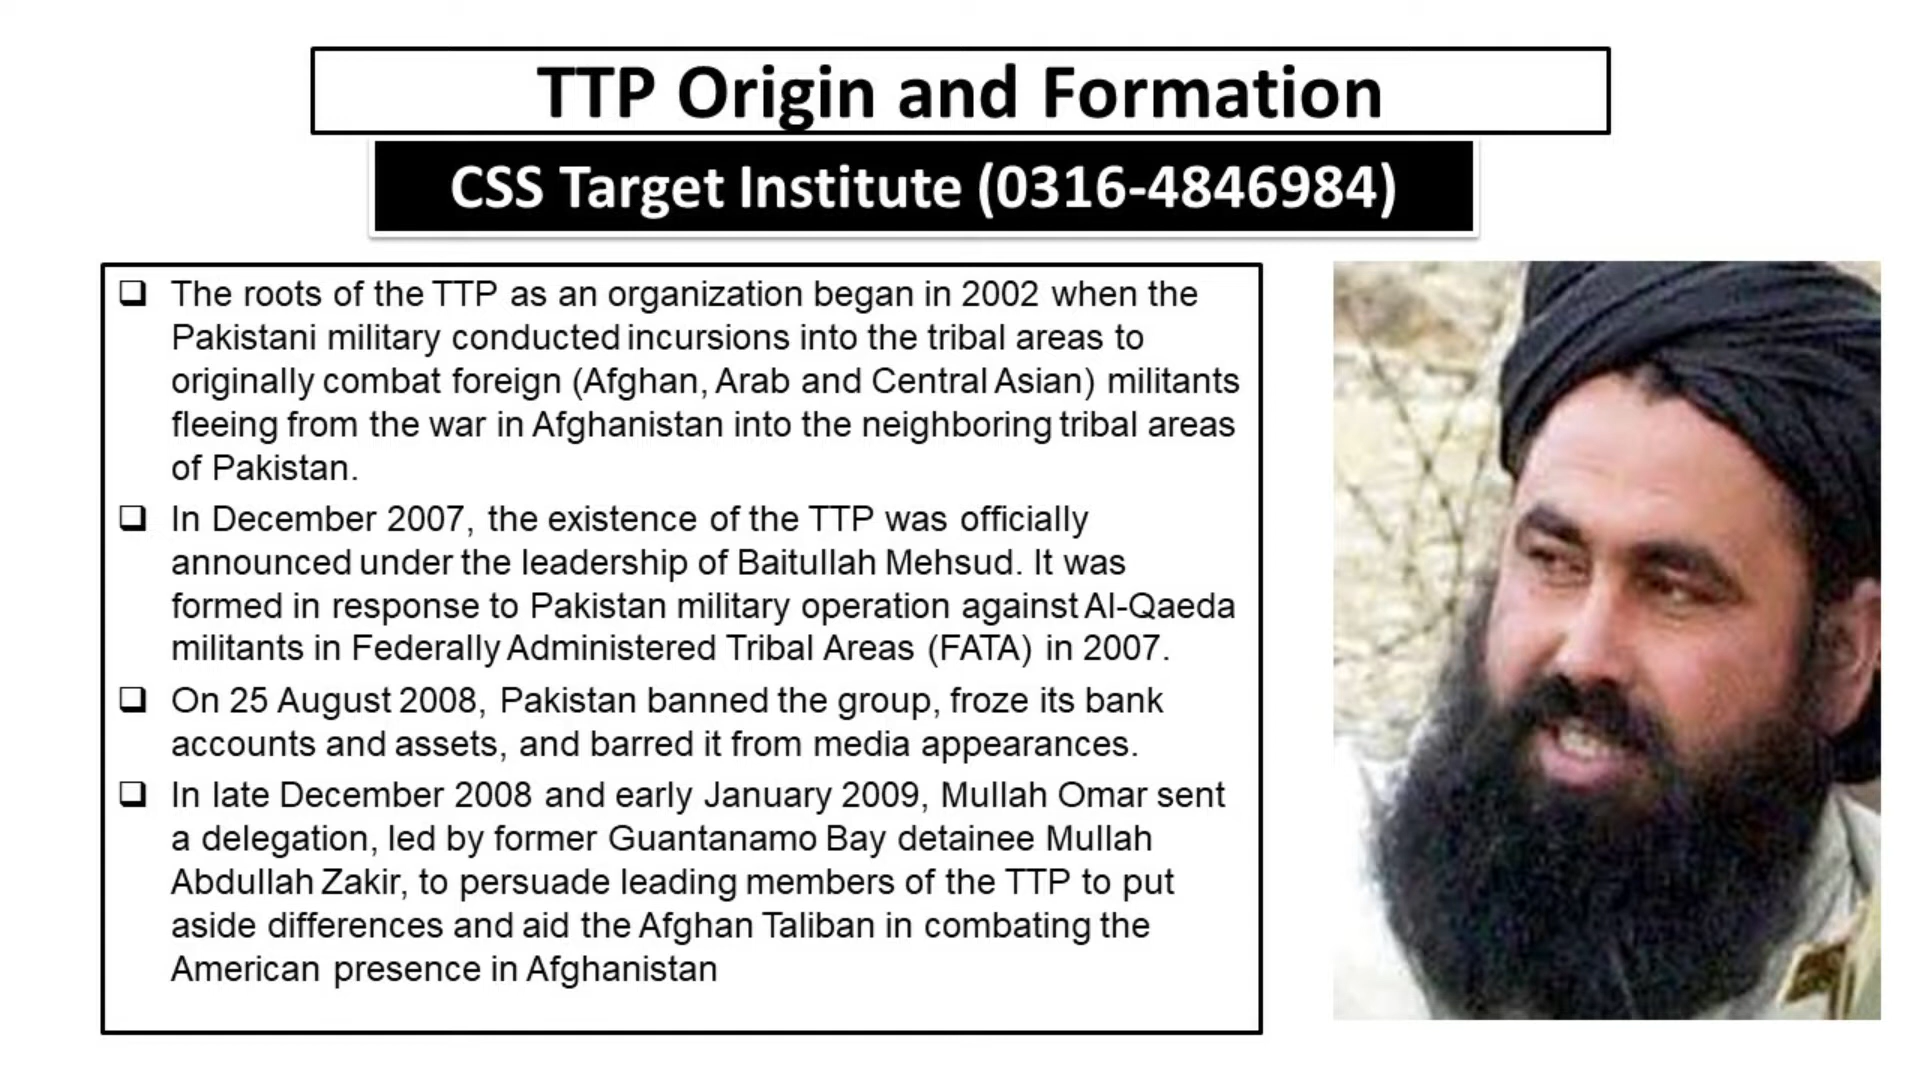 TTP Origin and Formation
CSS Target Institute (0316-4846984)
The roots of the TTP as an organization began in 2002 when the
Pakistani military conducted incursions into the tribal areas to
originally combat foreign (Afghan, Arab and Central Asian) militants
fleeing from the war in Afghanistan into the neighboring tribal areas
of Pakistan.
In December 2007, the existence of the TTP was officially
announced under the leadership of Baitullah Mehsud. It was
formed in response to Pakistan military operation against Al-Qaeda
militants in Federally Administered Tribal Areas (FATA) in 2007.
On 25 August 2008, Pakistan banned the group, froze its bank
accounts and assets, and barred it from media appearances.
In late December 2008 and early January 2009, Mullah Omar sent
a delegation, led by former Guantanamo Bay detainee Mullah
Abdullah Zakir, to persuade leading members of the TTP to put
aside differences and aid the Afghan Taliban in combating the
American presence in Afghanistan